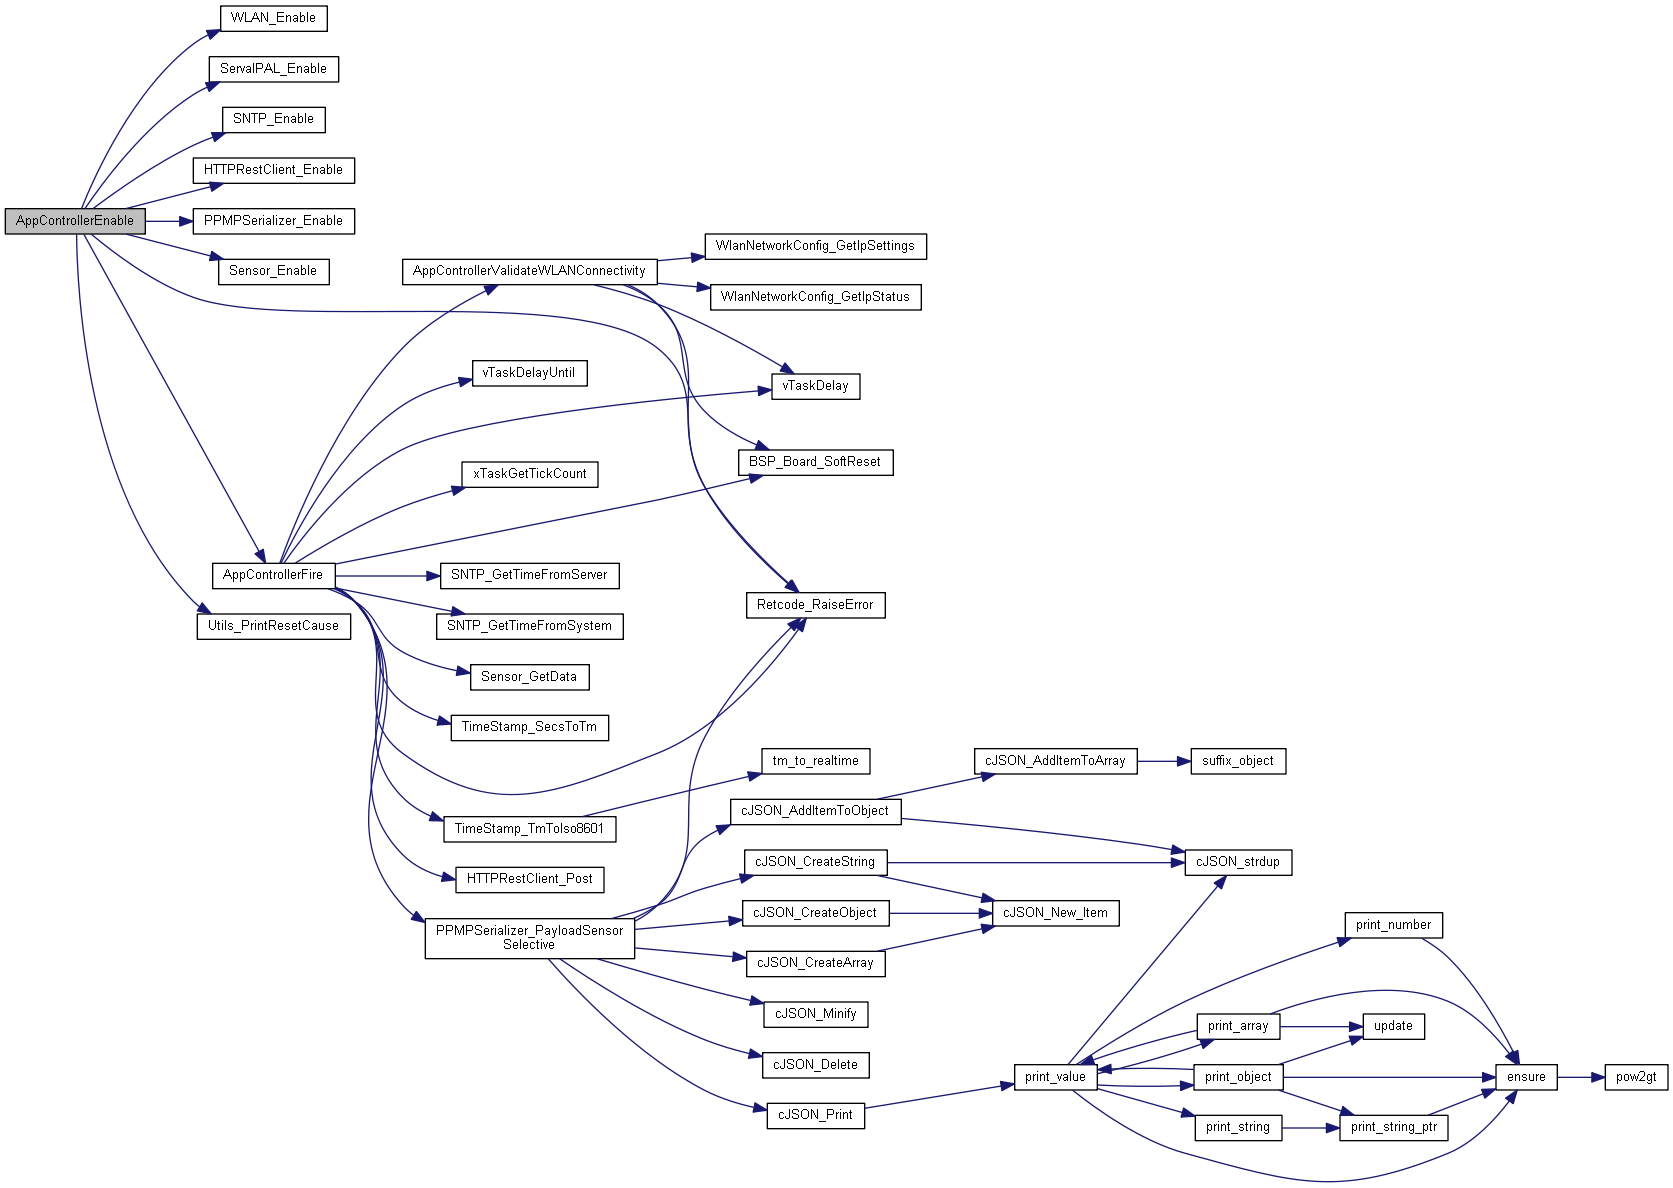 WLAN_Enable
ServalPAL_Enable
SNTP_Enable
HTTPRestClient_Enable
AppControllerEnable
PPMPSerializer_Enable
Sensor_Enable
AppControllerValidateWLANConnectivity
WlanNetworkConfig_GetIpSettings
WlanNetworkConfig_GetIpStatus
vTaskDelayUntil
vTaskDelay
xTaskGetTickCount
BSP_Board_SoftReset
AppControllerFire
SNTP_GetTimeFromServer
Retcode_RaiseError
Utils_PrintResetCause
SNTP_GetTimeFromSystem
Sensor_GetData
TimeStamp_SecsToTm
tm_to_realtime
cJSON_AddItemToArray
suffix_object
cJSON_AddItemToObject
TimeStamp_TmToIso8601
cJSON_CreateString
cJSON_strdup
HTTPRestClient_Post
cJSON_CreateObject
cJSON_New_Item
PPMPSerializer_PayloadSensor
Selective
print_number
cJSON_CreateArray
cJSON_Minify
print_array
update
cJSON_Delete
print_value
print_object
ensure
pow2gt
cJSON_Print
print_string
print_string_ptr